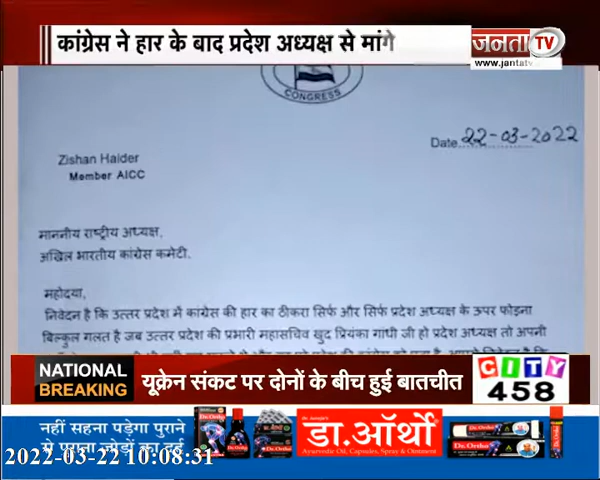 कांग्रेस ने हार के बाद प्रदेश अध्यक्ष से मांगे
जनता TV
www.jantatv.
CONGRESS
Date 22-03-2022
Zishan Haider
Member AICC
माननीय राष्ट्रीय अध्यक्ष,
अखिल भारतीय कांग्रेस कमेटी.
महोदया,
निवेदन है कि उत्तर प्रदेश में कांग्रेस की हार का ठीकरा सिर्फ और सिर्फ प्रदेश अध्यक्ष के ऊपर फोड़ना
बिल्कुल गलत है जब उत्तर प्रदेश की प्रभारी महासचिव खुद प्रियंका गांधी जी हो प्रदेश अध्यक्ष तो अपनी
NATIONAL
BREAKING
यूक्रेन संकट पर दोनों के बीच हुई बातचीत
CITY
458
नहीं सहना पड़ेगा पुराने
से पुराना जोड़ों का दर्द
डा.ऑर्थो
Ayurvedic Oil, Capsules, Spray & Ointment
Dr.Ortho
Dr.Ortho
2022-03-22 10:08:31